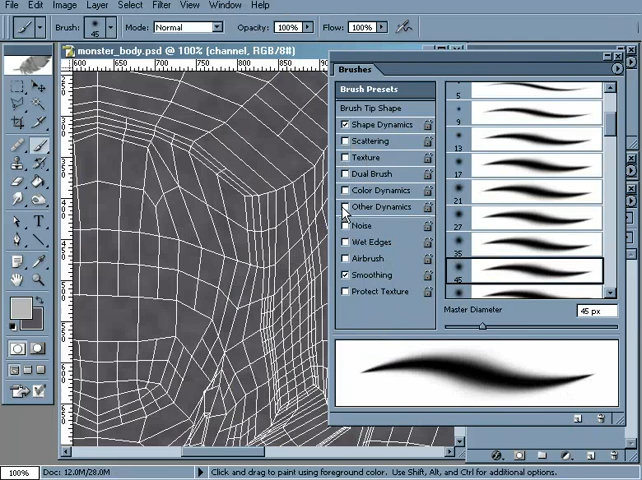 File Edit Image Layer Select Filter View Window Help
Brush: 45 Mode: Normal Opacity: 100% Flow: 100%
monster_body.psd @ 100% (channel, RGB/8#)
600 650 700 750 800 850
Brushes
Brush Presets
Brush Tip Shape
Shape Dynamics
Scattering
Texture
Dual Brush
Color Dynamics
Other Dynamics
Noise
Wet Edges
Airbrush
Smoothing
Protect Texture
5
9
13
17
21
27
35
45
Master Diameter 45 px
100% Doc: 12.0M/28.0M Click and drag to paint using foreground color. Use Shift, Alt, and Ctrl for additional options.